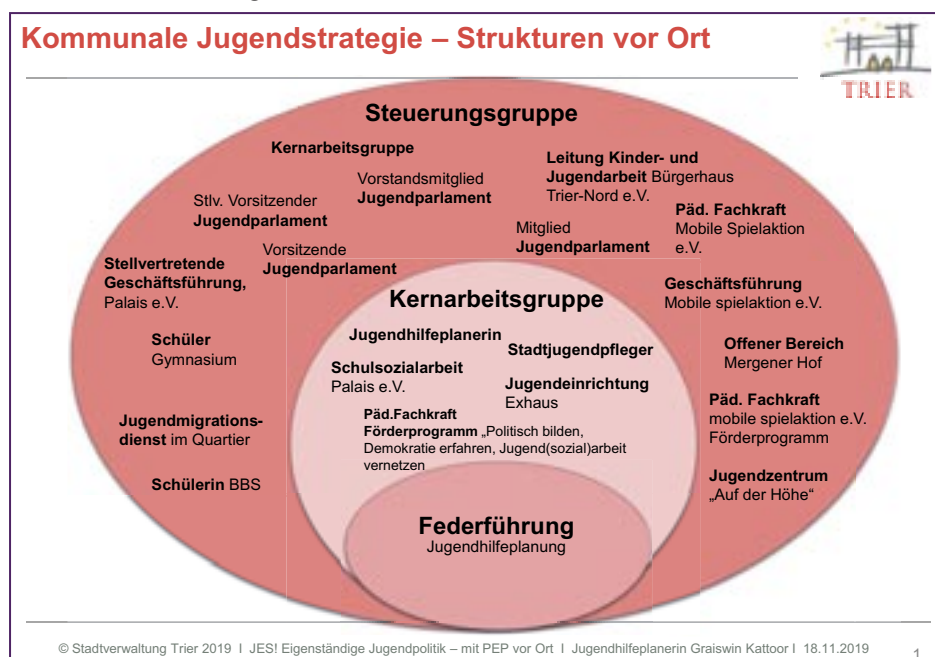 Kommunale Jugendstrategie – Strukturen vor Ort
TRIER
Steuerungsgruppe
Kernarbeitsgruppe
Vorstandsmitglied
Jugendparlament
Leitung Kinder- und
Jugendarbeit Bürgerhaus
Trier-Nord e.V.
Stlv. Vorsitzender
Jugendparlament
Päd. Fachkraft
Mobile Spielaktion
e.V.
Mitglied
Jugendparlament
Vorsitzende
Jugendparlament
Stellvertretende
Geschäftsführung,
Palais e.V.
Geschäftsführung
Mobile spielaktion e.V.
Kernarbeitsgruppe
Jugendhilfeplanerin
Stadtjugendpfleger
Schüler
Gymnasium
Offener Bereich
Mergener Hof
Schulsozialarbeit
Palais e.V.
Jugendeinrichtung
Exhaus
Päd. Fachkraft
mobile spielaktion e.V.
Förderprogramm
Päd.Fachkraft
Förderprogramm „Politisch bilden,
Demokratie erfahren, Jugend(sozial)arbeit
vernetzen
Jugendmigrations-
dienst im Quartier
Jugendzentrum
„Auf der Höhe“
Schülerin BBS
Federführung
Jugendhilfeplanung
© Stadtverwaltung Trier 2019 I JES! Eigenständige Jugendpolitik – mit PEP vor Ort I Jugendhilfeplanerin Graiswin Kattoor I 18.11.2019
1